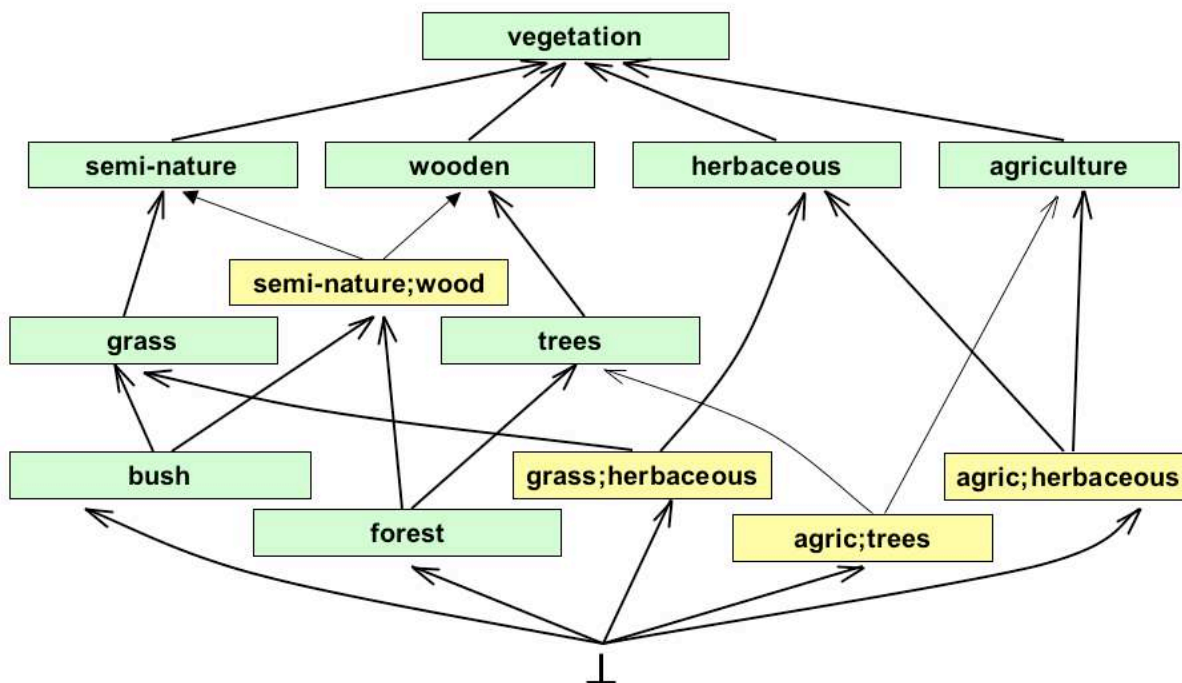 vegetation
semi-nature
wooden
herbaceous
agriculture
semi-nature;wood
grass
trees
bush
grass;herbaceous
agric;herbaceous
forest
agric;trees